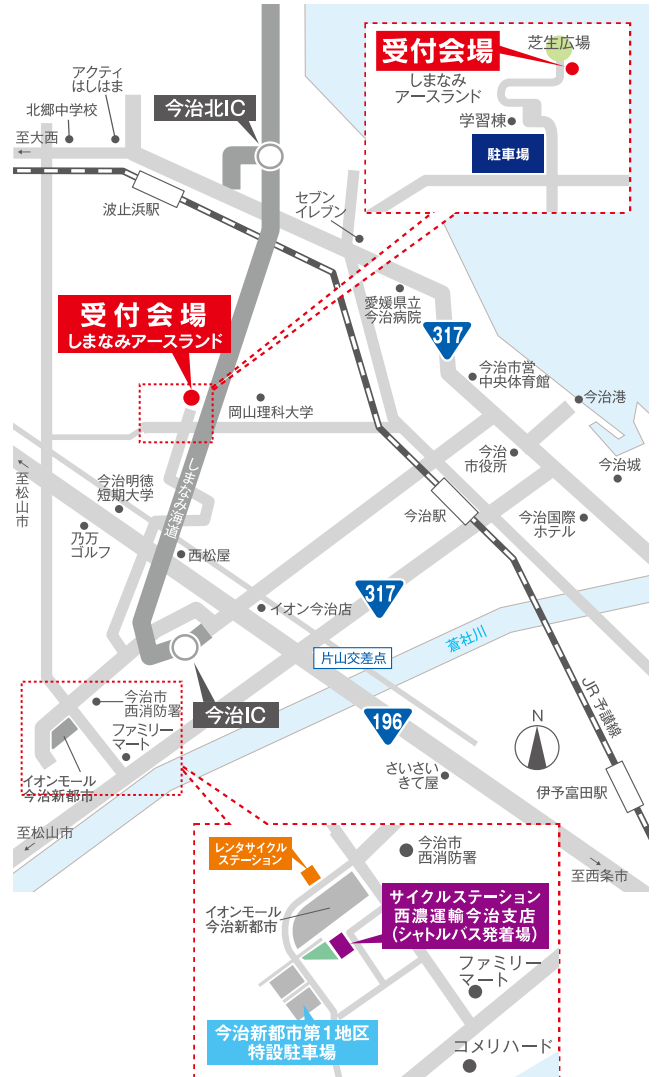 受付会場
芝生広場
しまなみ
アースランド
学習棟
駐車場
アクティ
はしはま
北郷中学校
至大西
今治北IC
波止浜駅
セブン
イレブン
愛媛県立
今治病院
317
受付会場
しまなみアースランド
岡山理科大学
今治市営
中央体育館
今治港
今治
市役所
今治城
至松山市
今治明徳
短期大学
しまなみ海道
今治駅
今治国際
ホテル
乃万
ゴルフ
西松屋
317
イオン今治店
蒼社川
片山交差点
今治市
西消防署
今治IC
ファミリー
マート
196
N
JR予讃線
イオンモール
今治新都市
さいさい
きて屋
伊予富田駅
至松山市
至西条市
レンタサイクル
ステーション
今治市
西消防署
イオンモール
今治新都市
サイクルステーション
西濃運輸今治支店
(シャトルバス発着場)
ファミリー
マート
今治新都市第1地区
特設駐車場
コメリハード